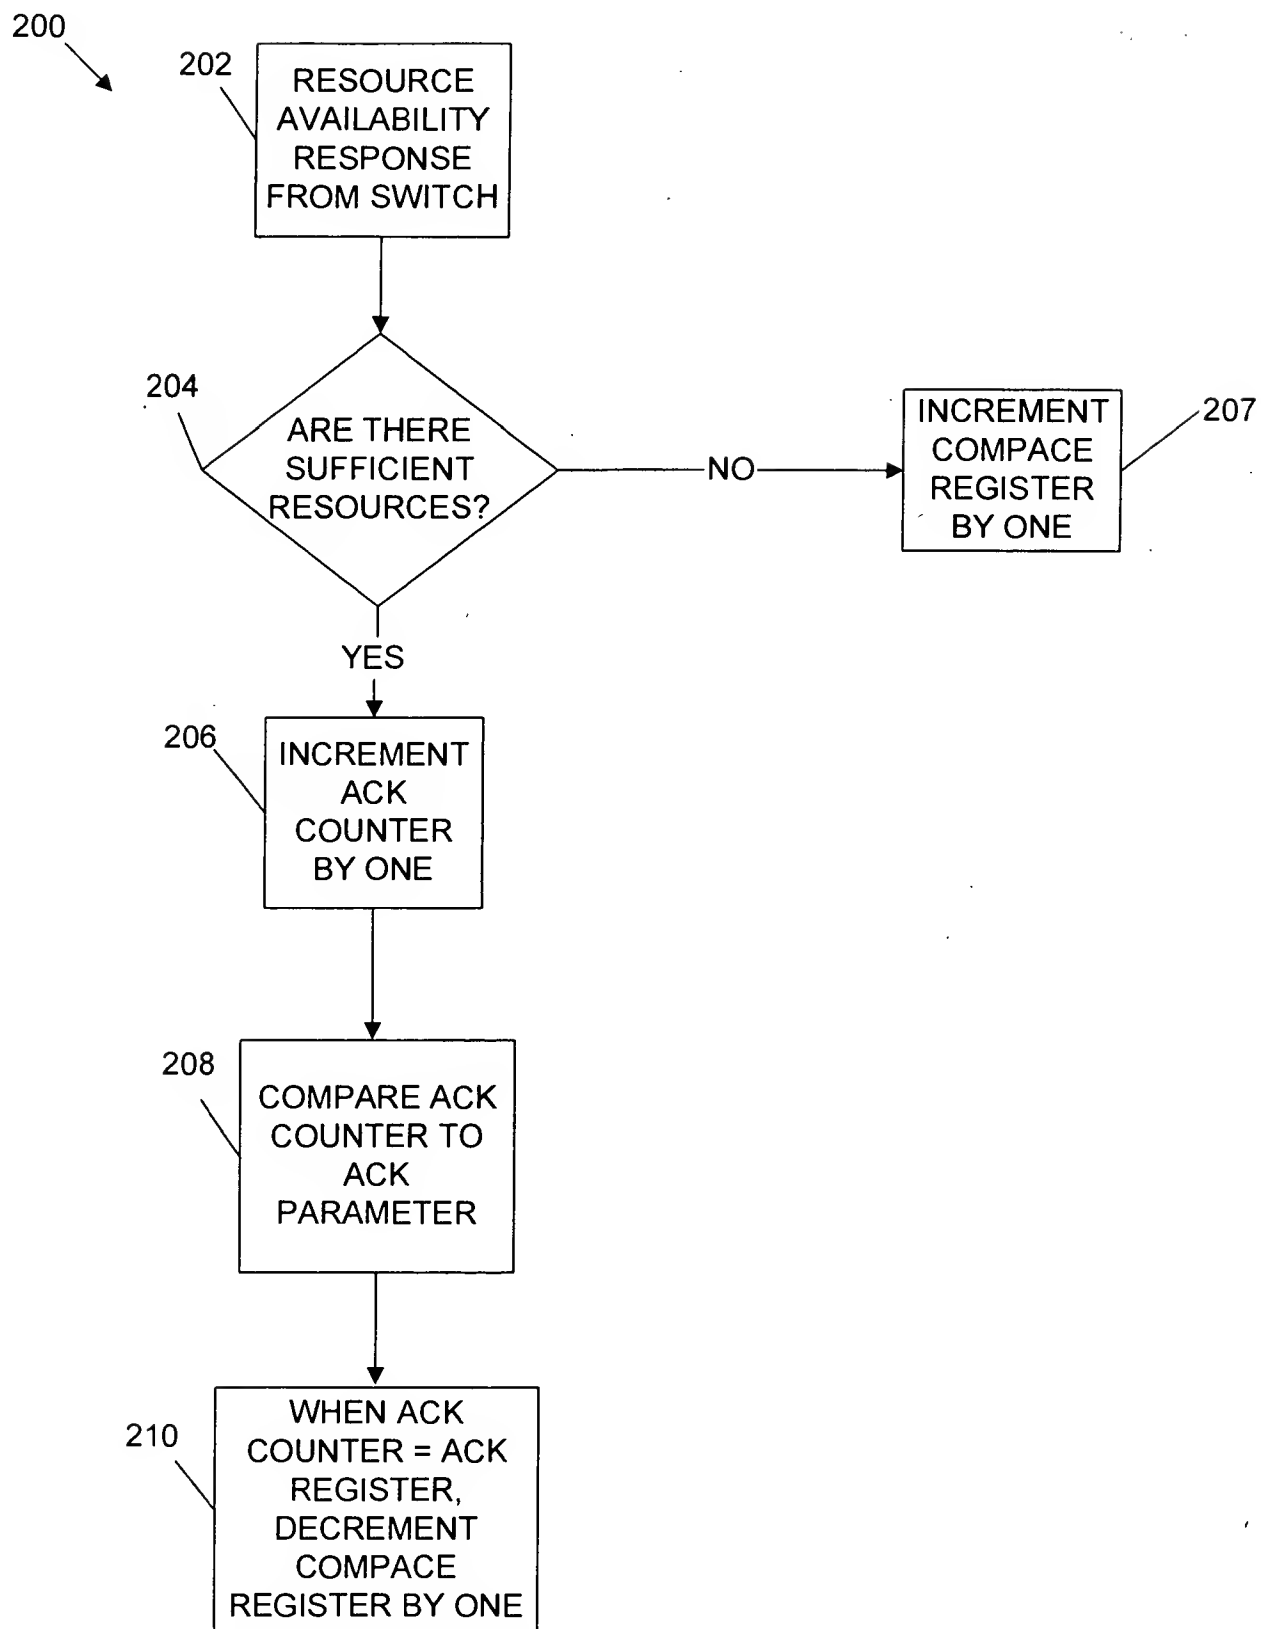 200
202
RESOURCE
AVAILABILITY
RESPONSE
FROM SWITCH
204
ARE THERE
SUFFICIENT
RESOURCES?
NO
INCREMENT
COMPACE
REGISTER
BY ONE
207
YES
206
INCREMENT
ACK
COUNTER
BY ONE
208
COMPARE ACK
COUNTER TO
ACK
PARAMETER
210
WHEN ACK
COUNTER = ACK
REGISTER,
DECREMENT
COMPACE
REGISTER BY ONE